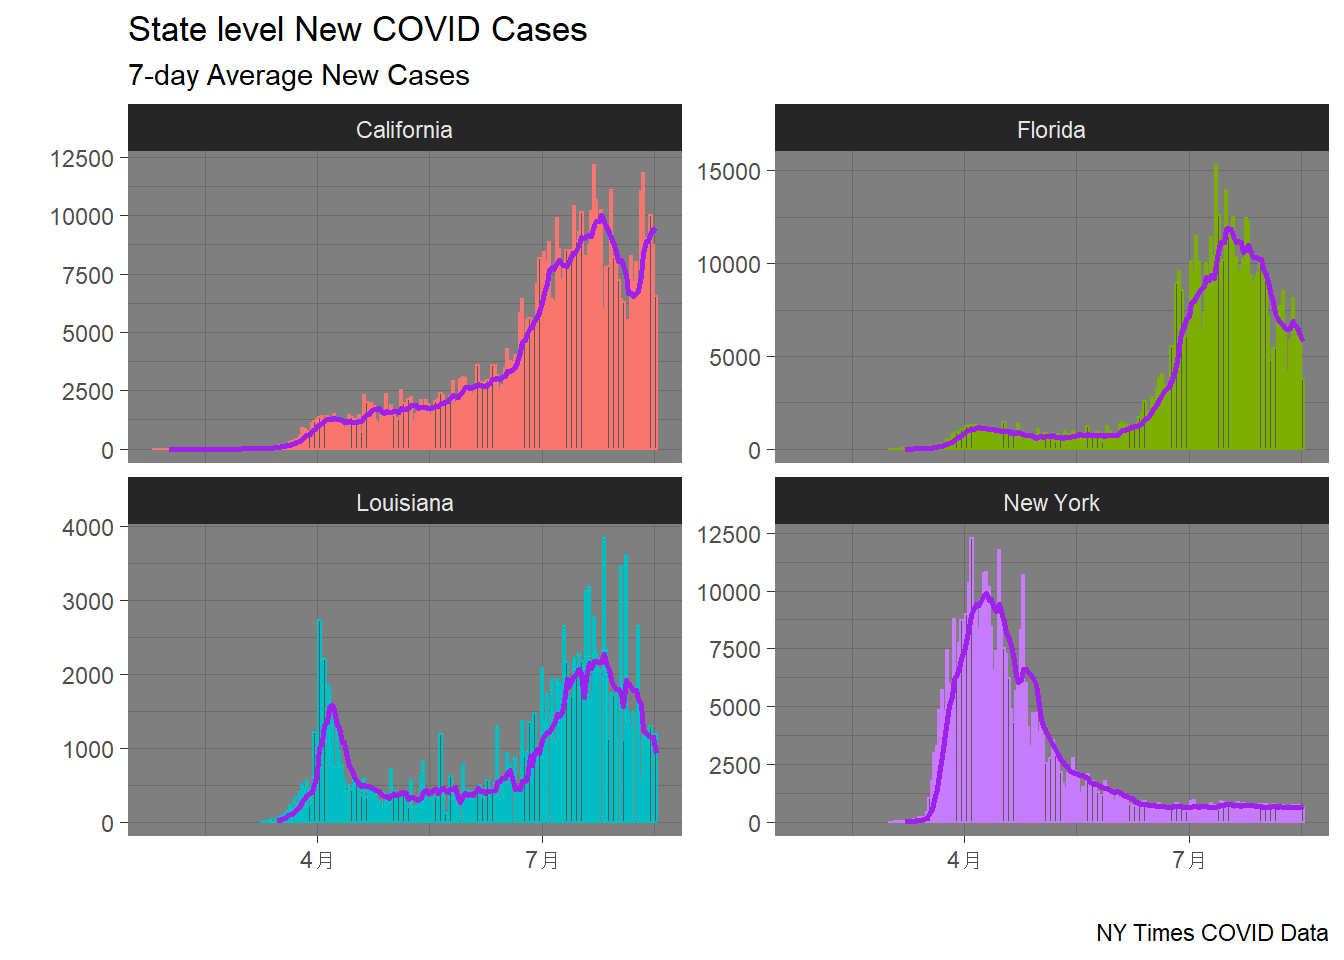 State level New COVID Cases
7-day Average New Cases
California
Florida
12500
10000
7500
5000
2500
0
15000
10000
5000
0
Louisiana
New York
4000
3000
2000
1000
0
12500
10000
7500
5000
2500
0
4月
7月
4月
7月
NY Times COVID Data